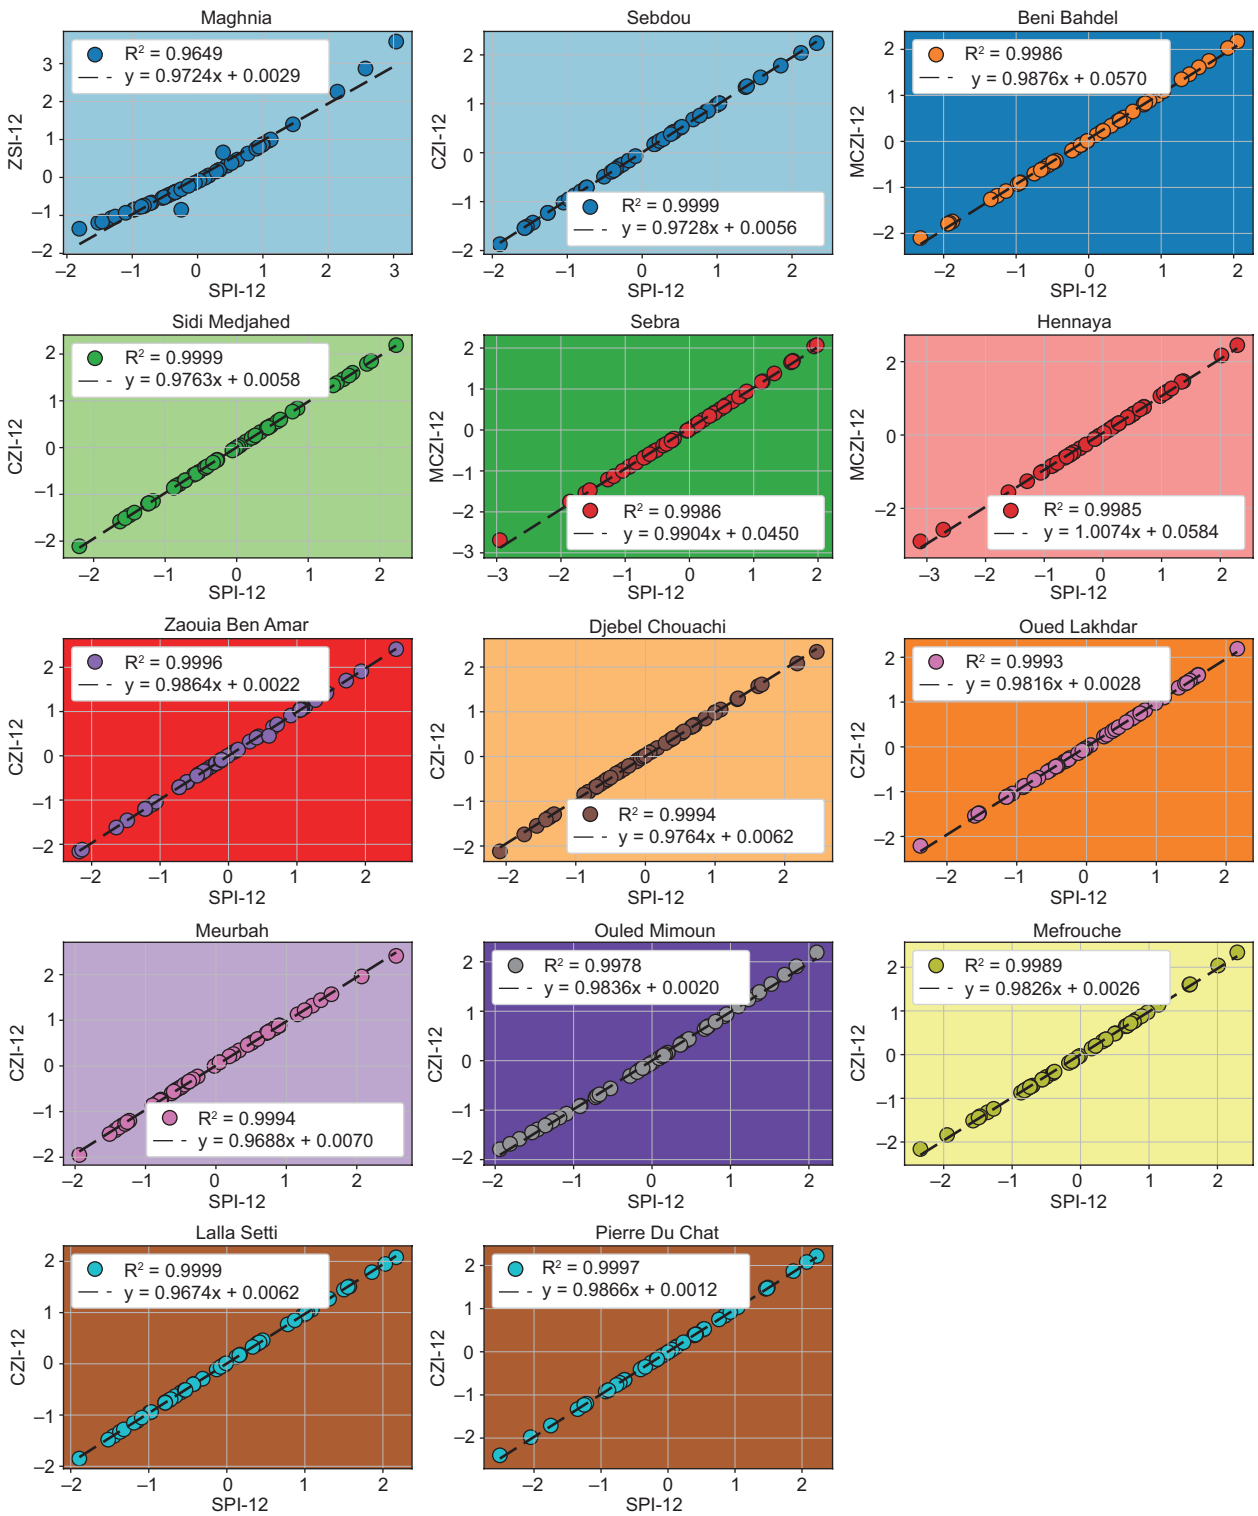 Maghnia
R² = 0.9649
y = 0.9724x + 0.0029
ZSI-12
3
2
1
0
–1
–2
–2 –1 0 1 2 3
SPI-12
Sebdou
R² = 0.9999
y = 0.9728x + 0.0056
CZI-12
2
1
0
–1
–2
–2 –1 0 1 2
SPI-12
Beni Bahdel
R² = 0.9986
y = 0.9876x + 0.0570
MCZI-12
2
1
0
–1
–2
–2 –1 0 1 2
SPI-12
Sidi Medjahed
R² = 0.9999
y = 0.9763x + 0.0058
CZI-12
2
1
0
–1
–2
–2 –1 0 1 2
SPI-12
Sebra
R² = 0.9986
y = 0.9904x + 0.0450
MCZI-12
2
1
0
–1
–2
–3
–3 –2 –1 0 1 2
SPI-12
Hennaya
R² = 0.9985
y = 1.0074x + 0.0584
MCZI-12
2
0
–2
–3 –2 –1 0 1 2
SPI-12
Zaouia Ben Amar
R² = 0.9996
y = 0.9864x + 0.0022
CZI-12
2
1
0
–1
–2
–2 –1 0 1 2
SPI-12
Djebel Chouachi
R² = 0.9994
y = 0.9764x + 0.0062
CZI-12
2
1
0
–1
–2
–2 –1 0 1 2
SPI-12
Oued Lakhdar
R² = 0.9993
y = 0.9816x + 0.0028
CZI-12
2
1
0
–1
–2
–2 –1 0 1 2
SPI-12
Meurbah
R² = 0.9994
y = 0.9688x + 0.0070
CZI-12
2
1
0
–1
–2
–2 –1 0 1 2
SPI-12
Ouled Mimoun
R² = 0.9978
y = 0.9836x + 0.0020
CZI-12
2
1
0
–1
–2
–2 –1 0 1 2
SPI-12
Mefrouche
R² = 0.9989
y = 0.9826x + 0.0026
CZI-12
2
1
0
–1
–2
–2 –1 0 1 2
SPI-12
Lalla Setti
R² = 0.9999
y = 0.9674x + 0.0062
CZI-12
2
1
0
–1
–2
–2 –1 0 1 2
SPI-12
Pierre Du Chat
R² = 0.9997
y = 0.9866x + 0.0012
CZI-12
2
1
0
–1
–2
–2 –1 0 1 2
SPI-12